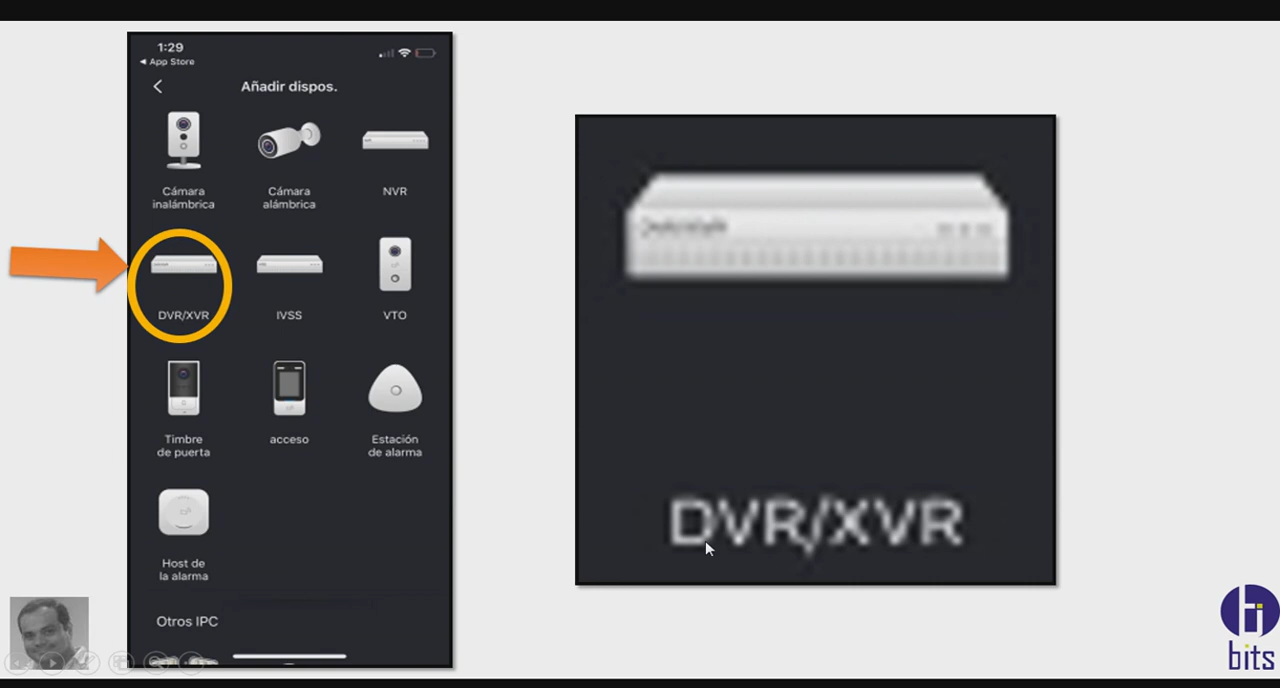 1:29
◄ App Store
Añadir dispos.
Cámara
inalámbrica
Cámara
alámbrica
NVR
DVR/XVR
IVSS
VTO
Timbre
de puerta
acceso
Estación
de alarma
Host de
la alarma
Otros IPC
DVR/XVR
hi
bits